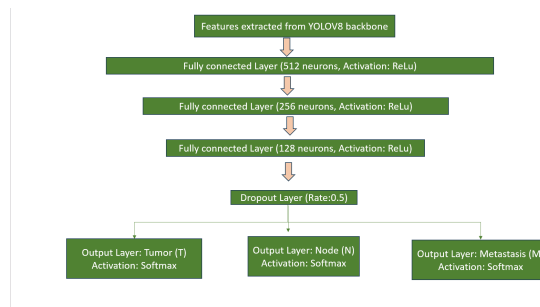 Features extracted from YOLOV8 backbone
Fully connected Layer (512 neurons, Activation: ReLu)
Fully connected Layer (256 neurons, Activation: ReLu)
Fully connected Layer (128 neurons, Activation: ReLu)
Dropout Layer (Rate:0.5)
Output Layer: Tumor (T)
Activation: Softmax
Output Layer: Node (N)
Activation: Softmax
Output Layer: Metastasis (M
Activation: Softmax